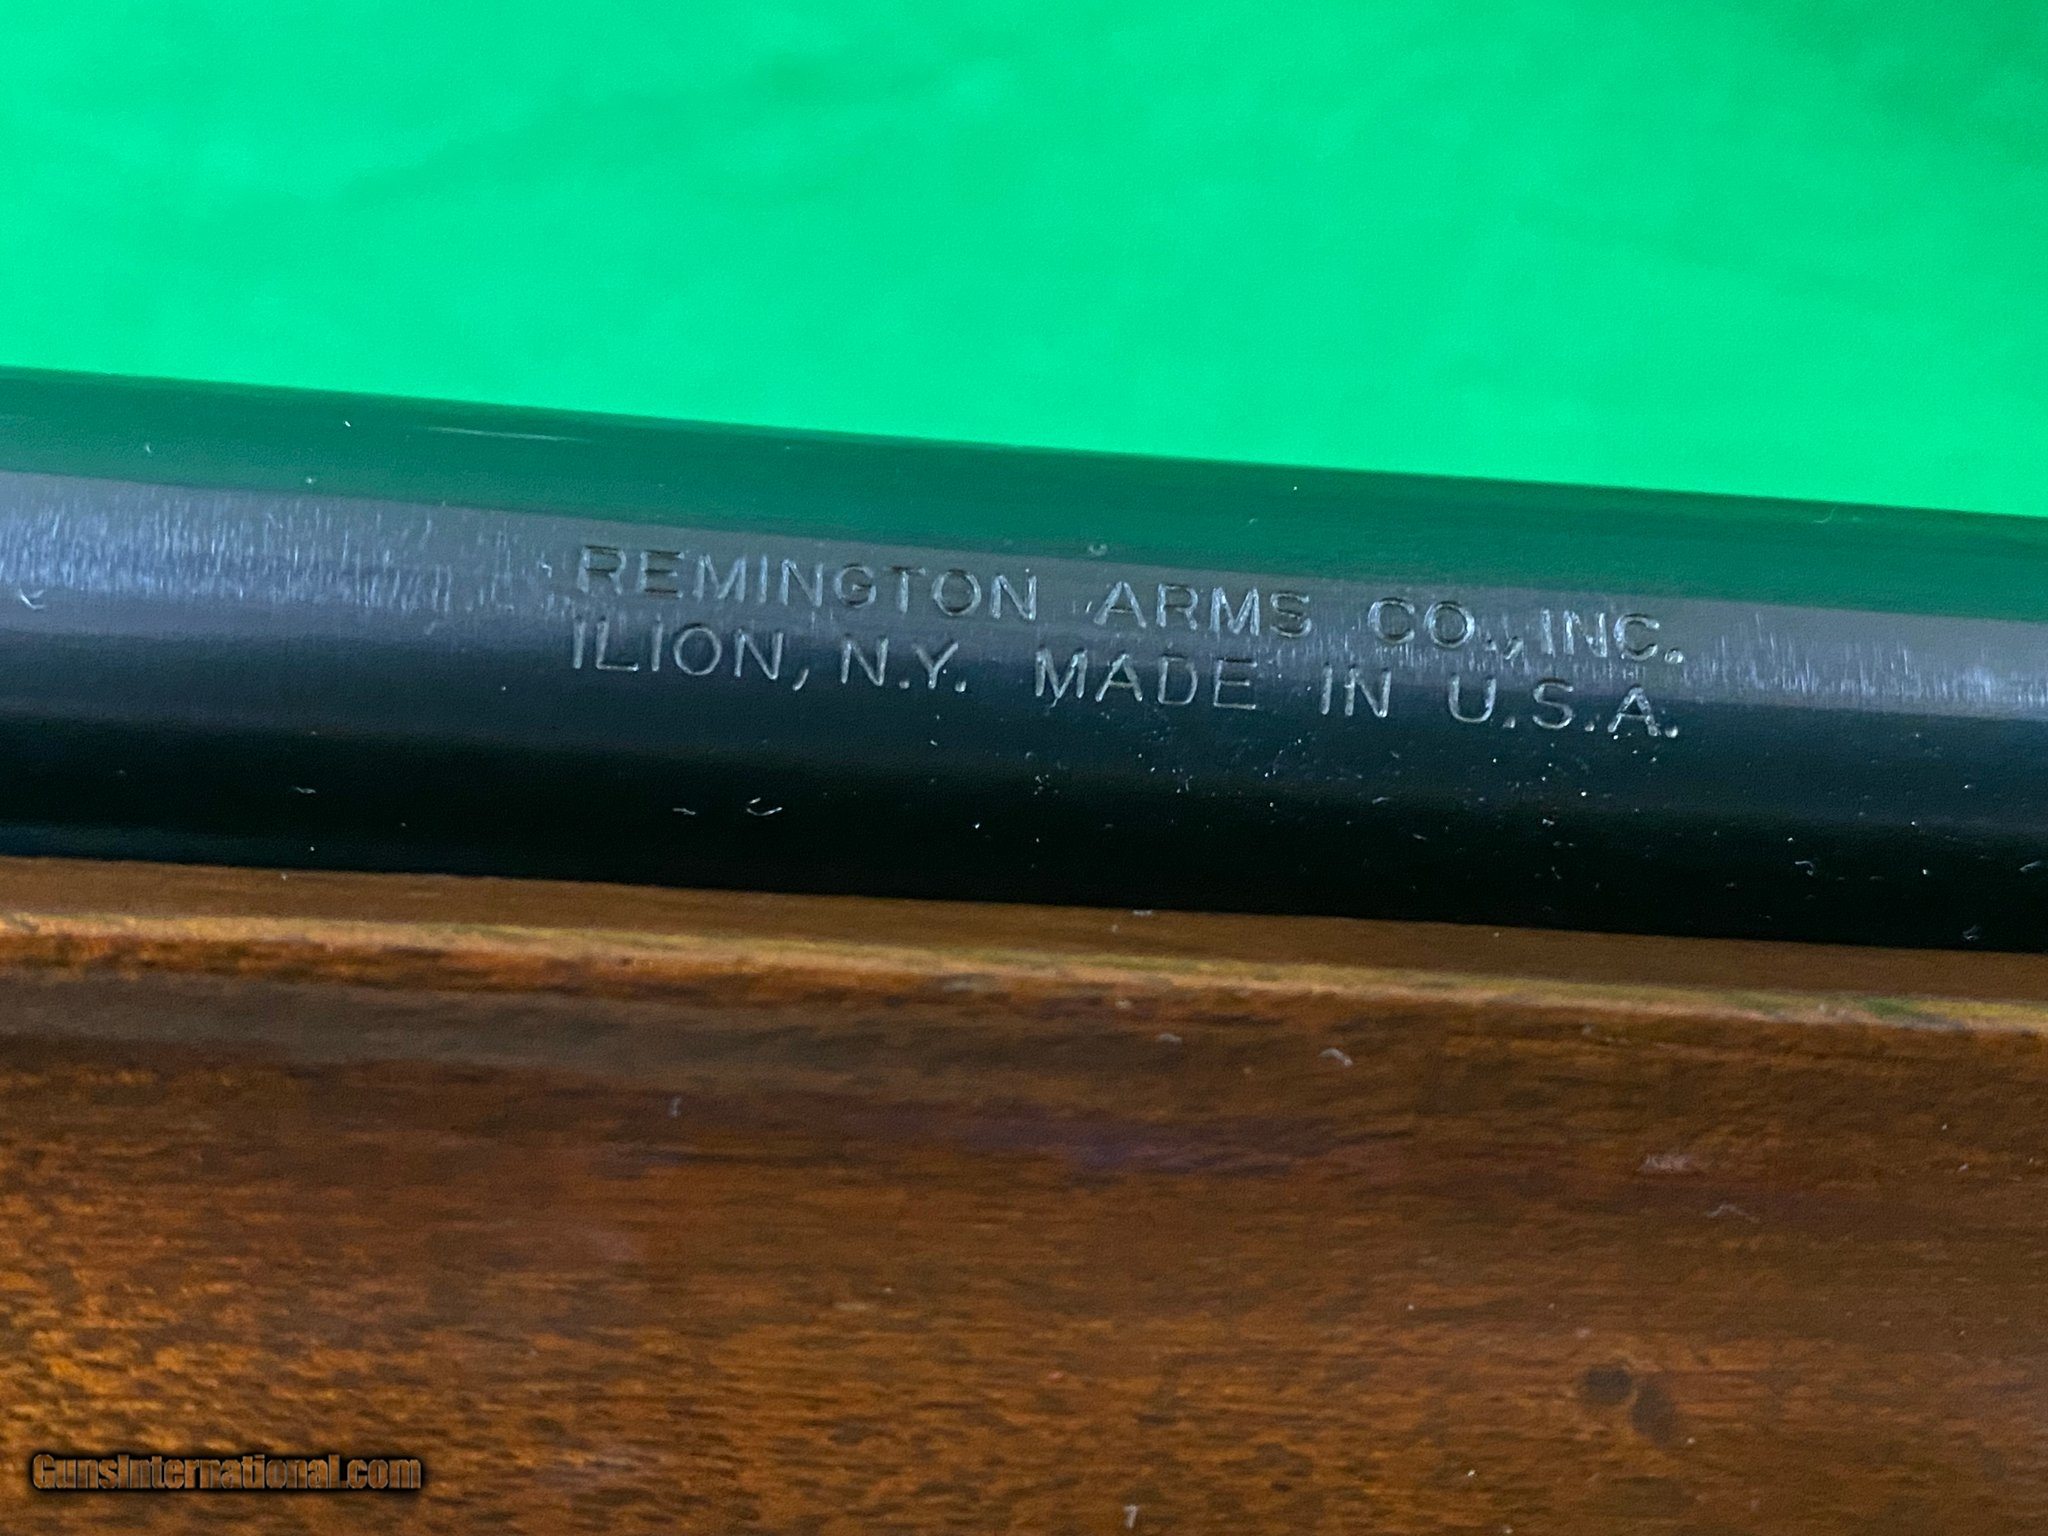 REMINGTON ARMS CO., INC.
ILION, N.Y. MADE IN U.S.A.
GunsInternational.com